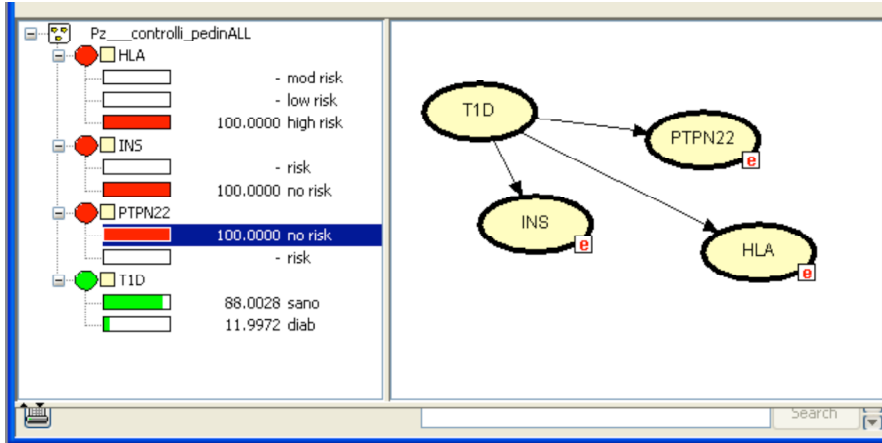 Pz___controlli_pedinALL
HLA
- mod risk
- low risk
100.0000 high risk
INS
- risk
100.0000 no risk
PTPN22
100.0000 no risk
- risk
T1D
88.0028 sano
11.9972 diab
T1D
PTPN22
e
INS
e
HLA
e
Search